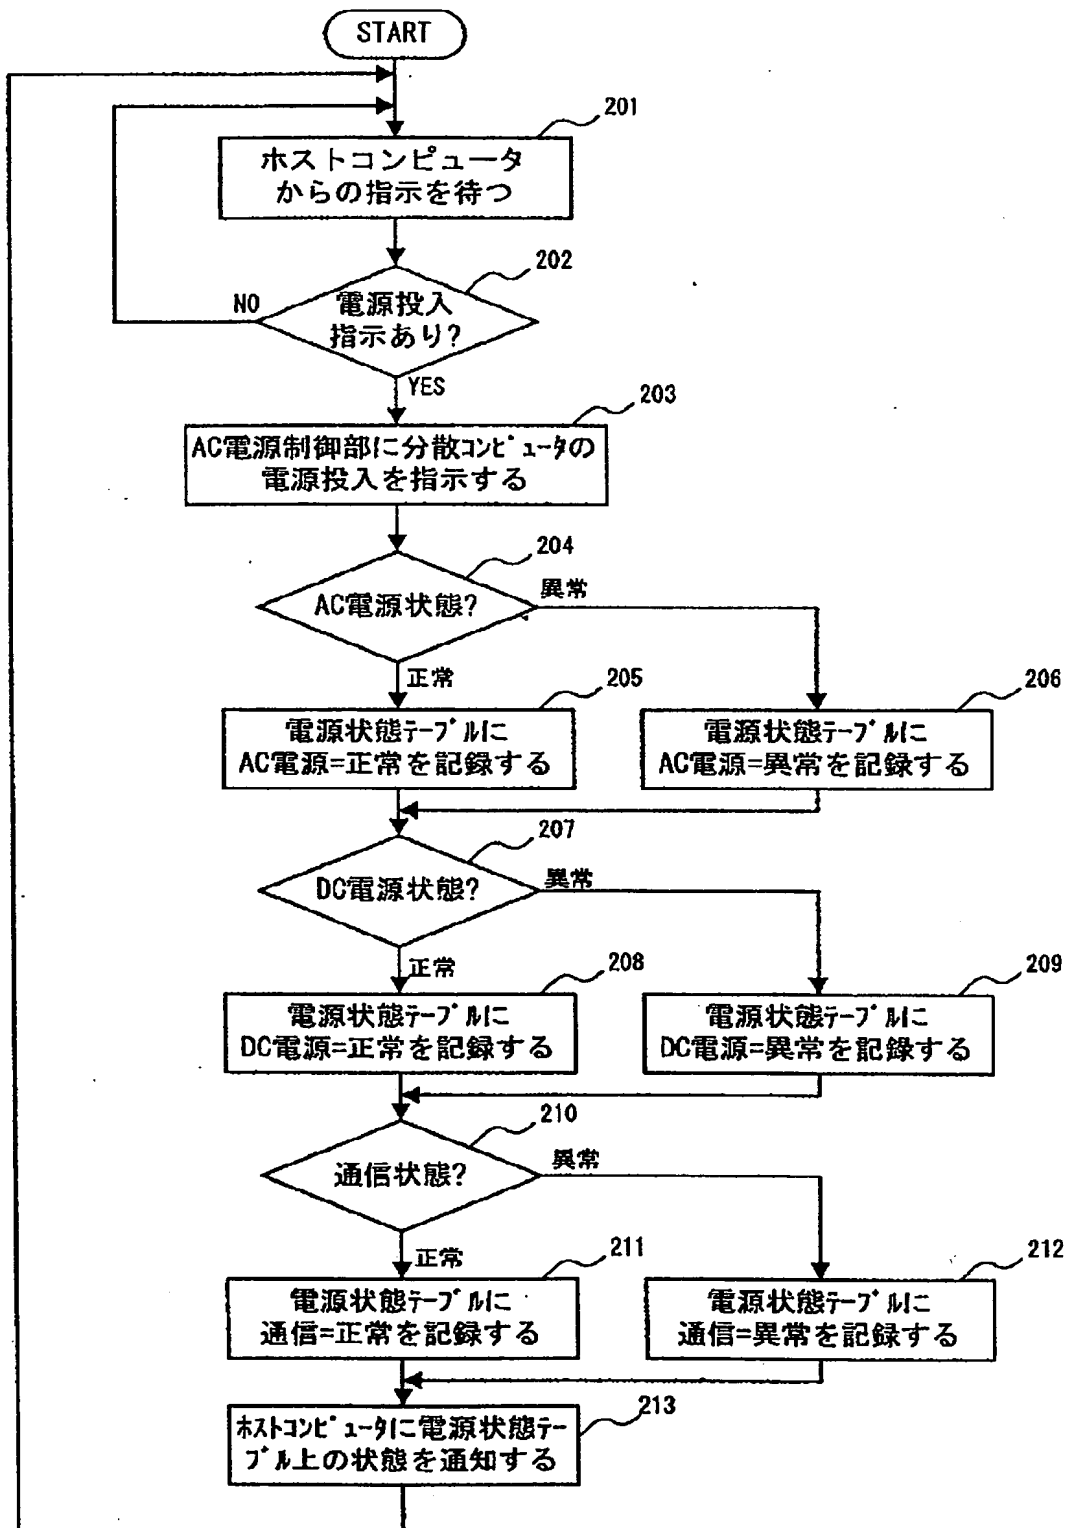 START
201
ホストコンピュータ
からの指示を待つ
202
NO
電源投入
指示あり?
YES
203
AC電源制御部に分散ｺﾝﾋﾟｭｰﾀの
電源投入を指示する
204
異常
AC電源状態?
正常
205
206
電源状態ﾃｰﾌﾞﾙに
AC電源=正常を記録する
電源状態ﾃｰﾌﾞﾙに
AC電源=異常を記録する
207
異常
DC電源状態?
正常
208
209
電源状態ﾃｰﾌﾞﾙに
DC電源=正常を記録する
電源状態ﾃｰﾌﾞﾙに
DC電源=異常を記録する
210
異常
通信状態?
正常
211
212
電源状態ﾃｰﾌﾞﾙに
通信=正常を記録する
電源状態ﾃｰﾌﾞﾙに
通信=異常を記録する
213
ﾎｽﾄｺﾝﾋﾟｭｰﾀに電源状態ﾃｰ
ﾌﾞﾙ上の状態を通知する